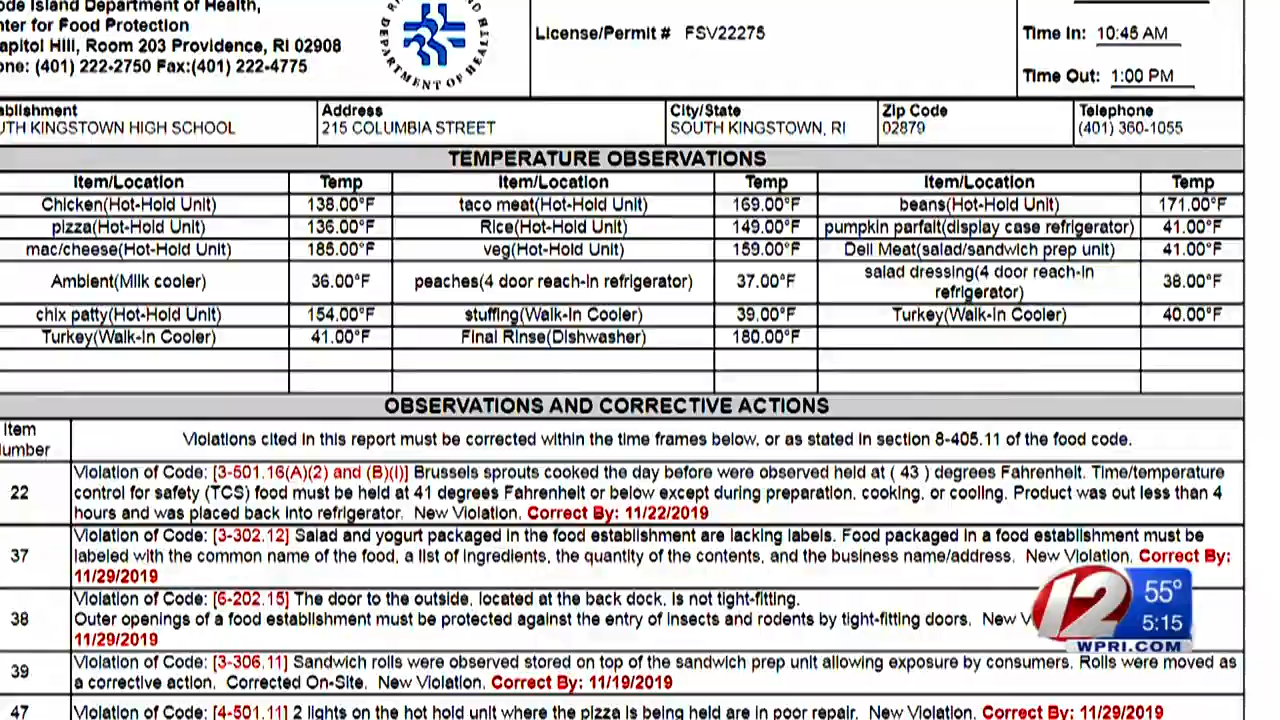 ode Island Department of Health,
nter for Food Protection
apitol Hill, Room 203 Providence, RI 02908
one: (401) 222-2750 Fax:(401) 222-4775
DEPARTMENT OF HEALTH
License/Permit # FSV22275
Time In: 10:45 AM
Time Out: 1:00 PM
ablishment Address City/State Zip Code Telephone
UTH KINGSTOWN HIGH SCHOOL 215 COLUMBIA STREET SOUTH KINGSTOWN, RI 02879 (401) 360-1055
TEMPERATURE OBSERVATIONS
Item/Location Temp Item/Location Temp Item/Location Temp
Chicken(Hot-Hold Unit) 138.00°F taco meat(Hot-Hold Unit) 169.00°F beans(Hot-Hold Unit) 171.00°F
pizza(Hot-Hold Unit) 136.00°F Rice(Hot-Hold Unit) 149.00°F pumpkin parfait(display case refrigerator) 41.00°F
mac/cheese(Hot-Hold Unit) 185.00°F veg(Hot-Hold Unit) 159.00°F Deli Meat(salad/sandwich prep unit) 41.00°F
Ambient(Milk cooler) 36.00°F peaches(4 door reach-in refrigerator) 37.00°F salad dressing(4 door reach-in refrigerator) 38.00°F
chix patty(Hot-Hold Unit) 154.00°F stuffing(Walk-In Cooler) 39.00°F Turkey(Walk-In Cooler) 40.00°F
Turkey(Walk-In Cooler) 41.00°F Final Rinse(Dishwasher) 180.00°F
OBSERVATIONS AND CORRECTIVE ACTIONS
Item
Number
Violations cited in this report must be corrected within the time frames below, or as stated in section 8-405.11 of the food code.
22
Violation of Code: [3-501.16(A)(2) and (B)(I)] Brussels sprouts cooked the day before were observed held at ( 43 ) degrees Fahrenheit. Time/temperature
control for safety (TCS) food must be held at 41 degrees Fahrenheit or below except during preparation, cooking, or cooling. Product was out less than 4
hours and was placed back into refrigerator. New Violation. Correct By: 11/22/2019
37
Violation of Code: [3-302.12] Salad and yogurt packaged in the food establishment are lacking labels. Food packaged in a food establishment must be
labeled with the common name of the food, a list of ingredients, the quantity of the contents, and the business name/address. New Violation. Correct By:
11/29/2019
38
Violation of Code: [6-202.15] The door to the outside, located at the back dock, is not tight-fitting.
Outer openings of a food establishment must be protected against the entry of insects and rodents by tight-fitting doors. New V
11/29/2019
39
Violation of Code: [3-306.11] Sandwich rolls were observed stored on top of the sandwich prep unit allowing exposure by consumers. Rolls were moved as
a corrective action. Corrected On-Site. New Violation. Correct By: 11/19/2019
47
Violation of Code: [4-501.11] 2 lights on the hot hold unit where the pizza is being held are in poor repair. New Violation. Correct By: 11/29/2019
12
55°
5:15
WPRI.COM